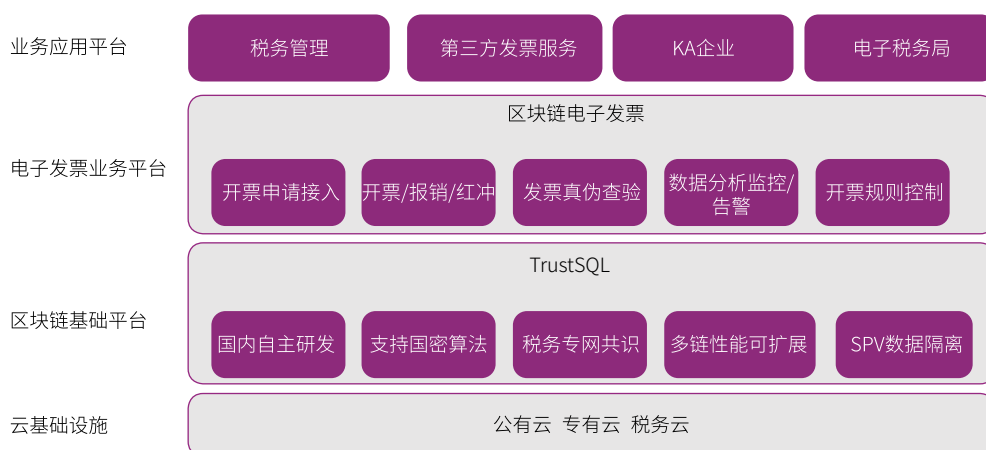 业务应用平台
税务管理
第三方发票服务
KA企业
电子税务局
电子发票业务平台
区块链电子发票
开票申请接入
开票/报销/红冲
发票真伪查验
数据分析监控/
告警
开票规则控制
区块链基础平台
TrustSQL
国内自主研发
支持国密算法
税务专网共识
多链性能可扩展
SPV数据隔离
云基础设施
公有云 专有云 税务云